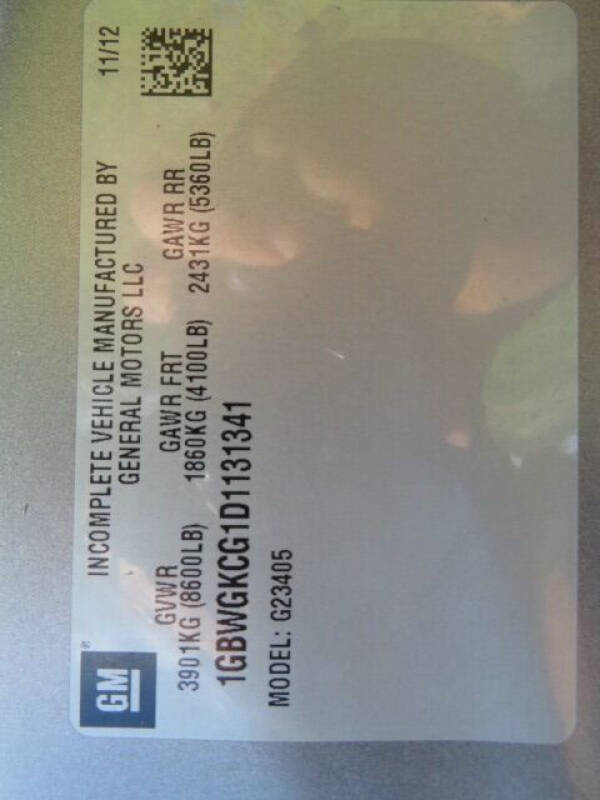 GM®
INCOMPLETE VEHICLE MANUFACTURED BY 11/12
GENERAL MOTORS LLC
GVWR GAWR FRT GAWR RR
3901KG (8600LB) 1860KG (4100LB) 2431KG (5360LB)
1GBWGKCG1D1131341
MODEL: G23405